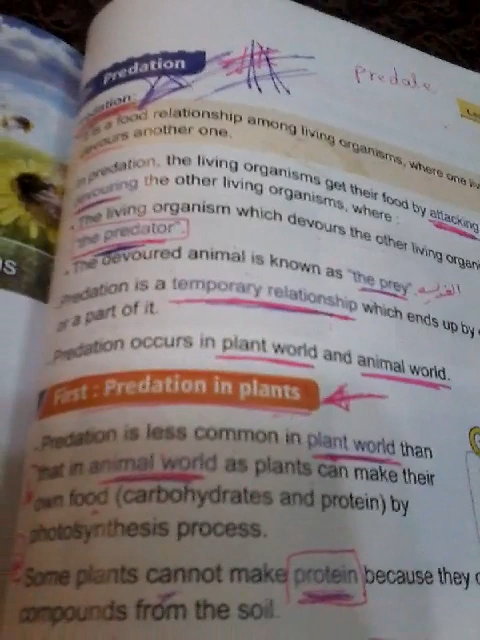 Predation
Predate
is a food relationship among living organisms, where one
devours another one.
predation, the living organisms get their food by attacking
devouring the other living organisms, where :
The living organism which devours the other living
"the predator".
• The devoured animal is known as "the prey". الفريسة
Predation is a temporary relationship which ends up by
or a part of it.
Predation occurs in plant world and animal world.
First : Predation in plants
Predation is less common in plant world than
that in animal world as plants can make their
own food (carbohydrates and protein) by
photosynthesis process.
Some plants cannot make protein because they
compounds from the soil.